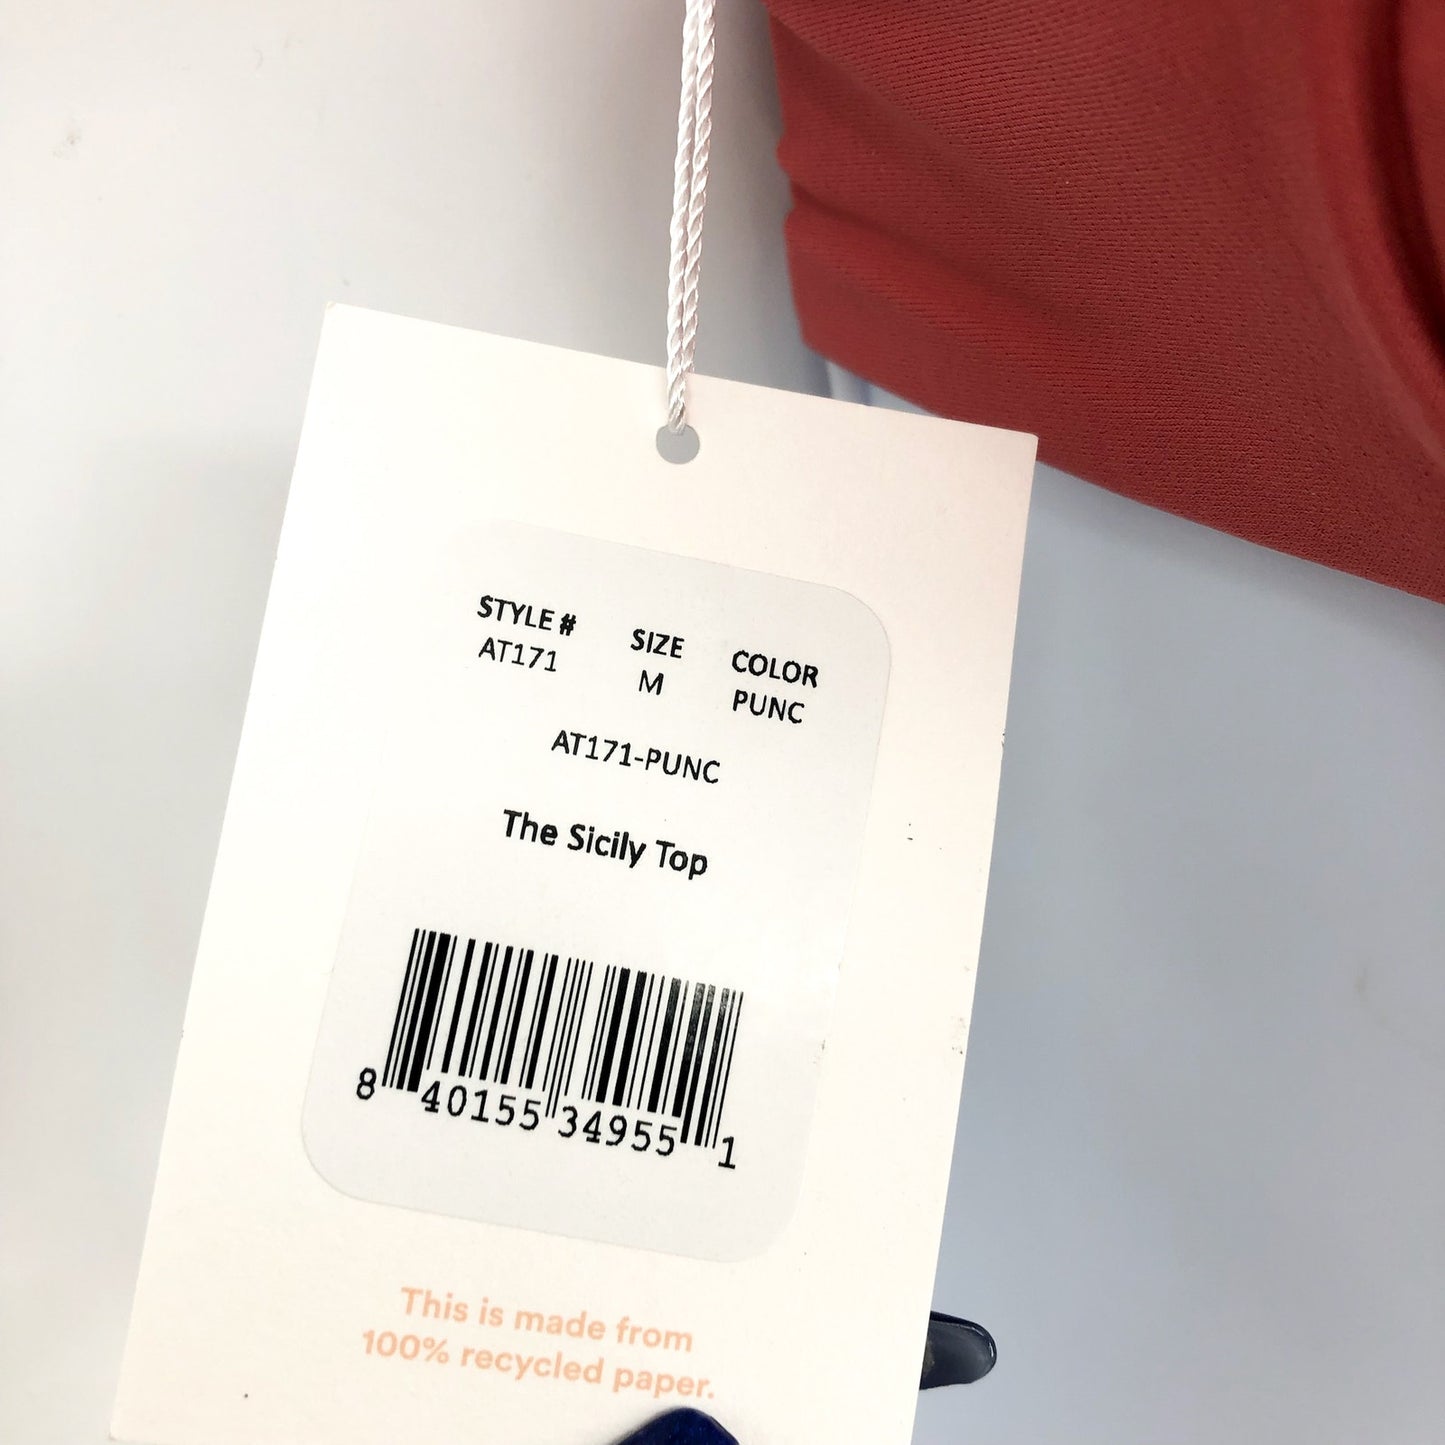 STYLE # SIZE COLOR
AT171 M PUNC
AT171-PUNC
The Sicily Top
8 40155 34955 1
This is made from
100% recycled paper.